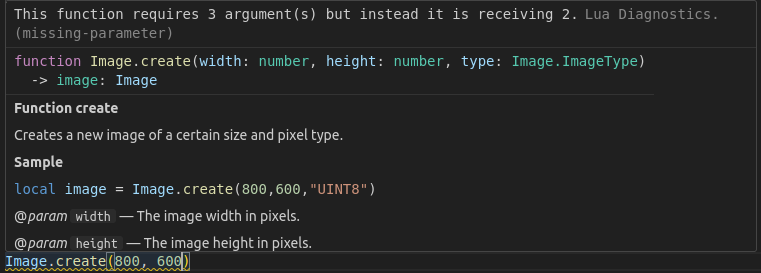 This function requires 3 argument(s) but instead it is receiving 2. Lua Diagnostics.
(missing-parameter)
function Image.create(width: number, height: number, type: Image.ImageType)
-> image: Image
Function create
Creates a new image of a certain size and pixel type.
Sample
local image = Image.create(800,600,"UINT8")
@param width — The image width in pixels.
@param height — The image height in pixels.
Image.create(800, 600)